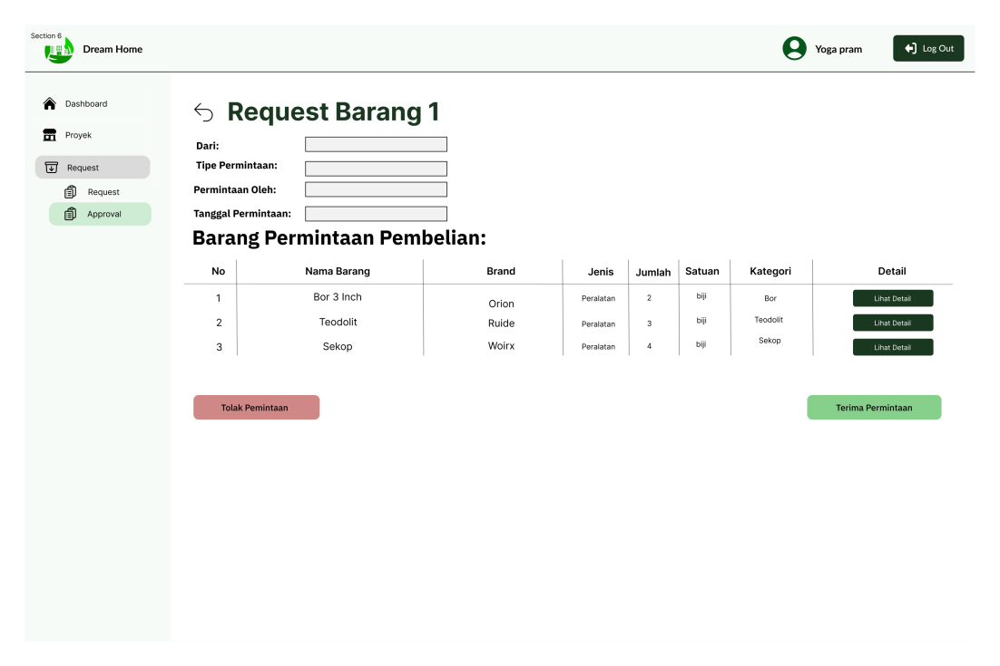 Section 6
Dream Home
Yoga pram
Log Out
Dashboard
Proyek
Request
Request
Approval
Request Barang 1
Dari:
Tipe Permintaan:
Permintaan Oleh:
Tanggal Permintaan:
Barang Permintaan Pembelian:
No Nama Barang Brand Jenis Jumlah Satuan Kategori Detail
1 Bor 3 Inch Orion Peralatan 2 biji Bor Lihat Detail
2 Teodolit Ruide Peralatan 3 biji Teodolit Lihat Detail
3 Sekop Woirx Peralatan 4 biji Sekop Lihat Detail
Tolak Pemintaan
Terima Permintaan